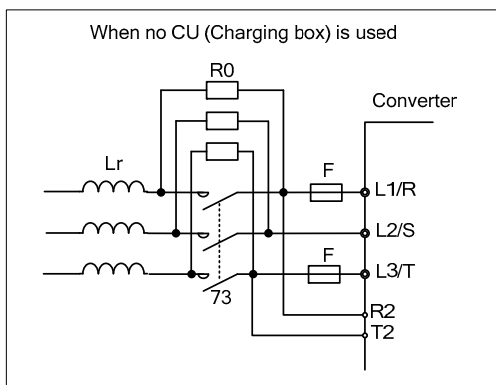 When no CU (Charging box) is used
R0
Converter
Lr
F
L1/R
L2/S
F
L3/T
73
R2
T2